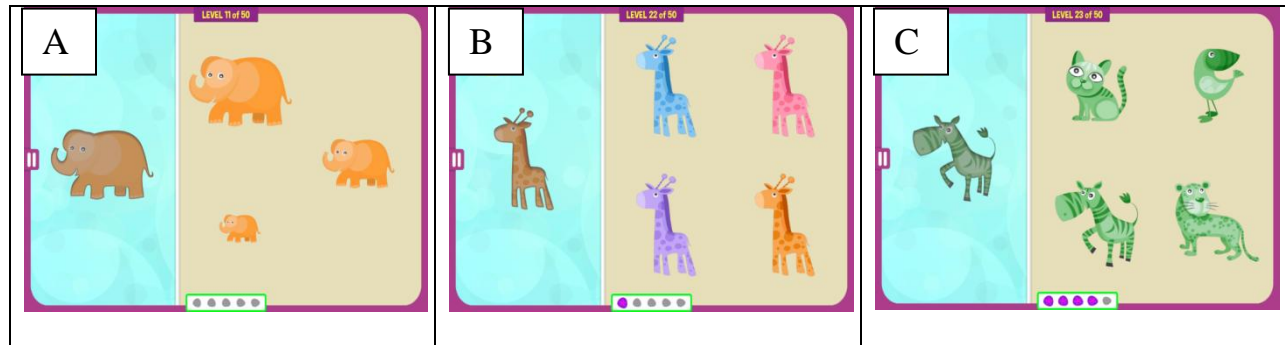 A
LEVEL 11 of 50
B
LEVEL 22 of 50
C
LEVEL 23 of 50